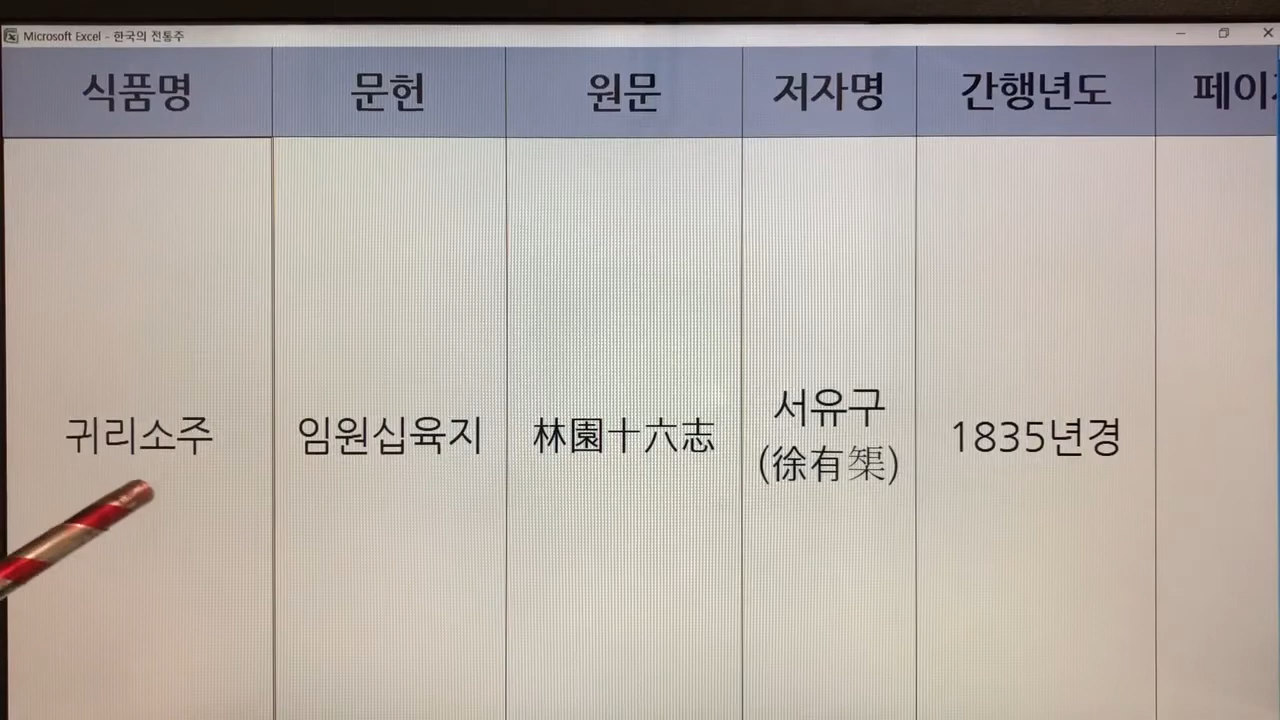 Microsoft Excel - 한국의 전통주
식품명 문헌 원문 저자명 간행년도
귀리소주 임원십육지 林園十六志 서유구 (徐有榘) 1835년경